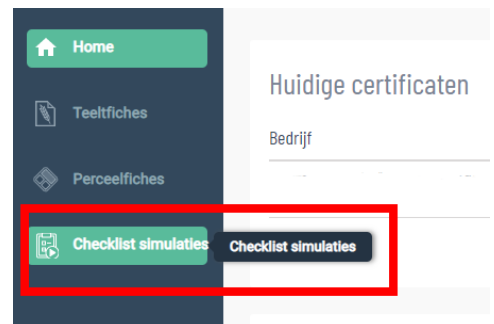 Home
Teeltfiches
Perceelfiches
Checklist simulaties
Checklist simulaties
Huidige certificaten
Bedrijf